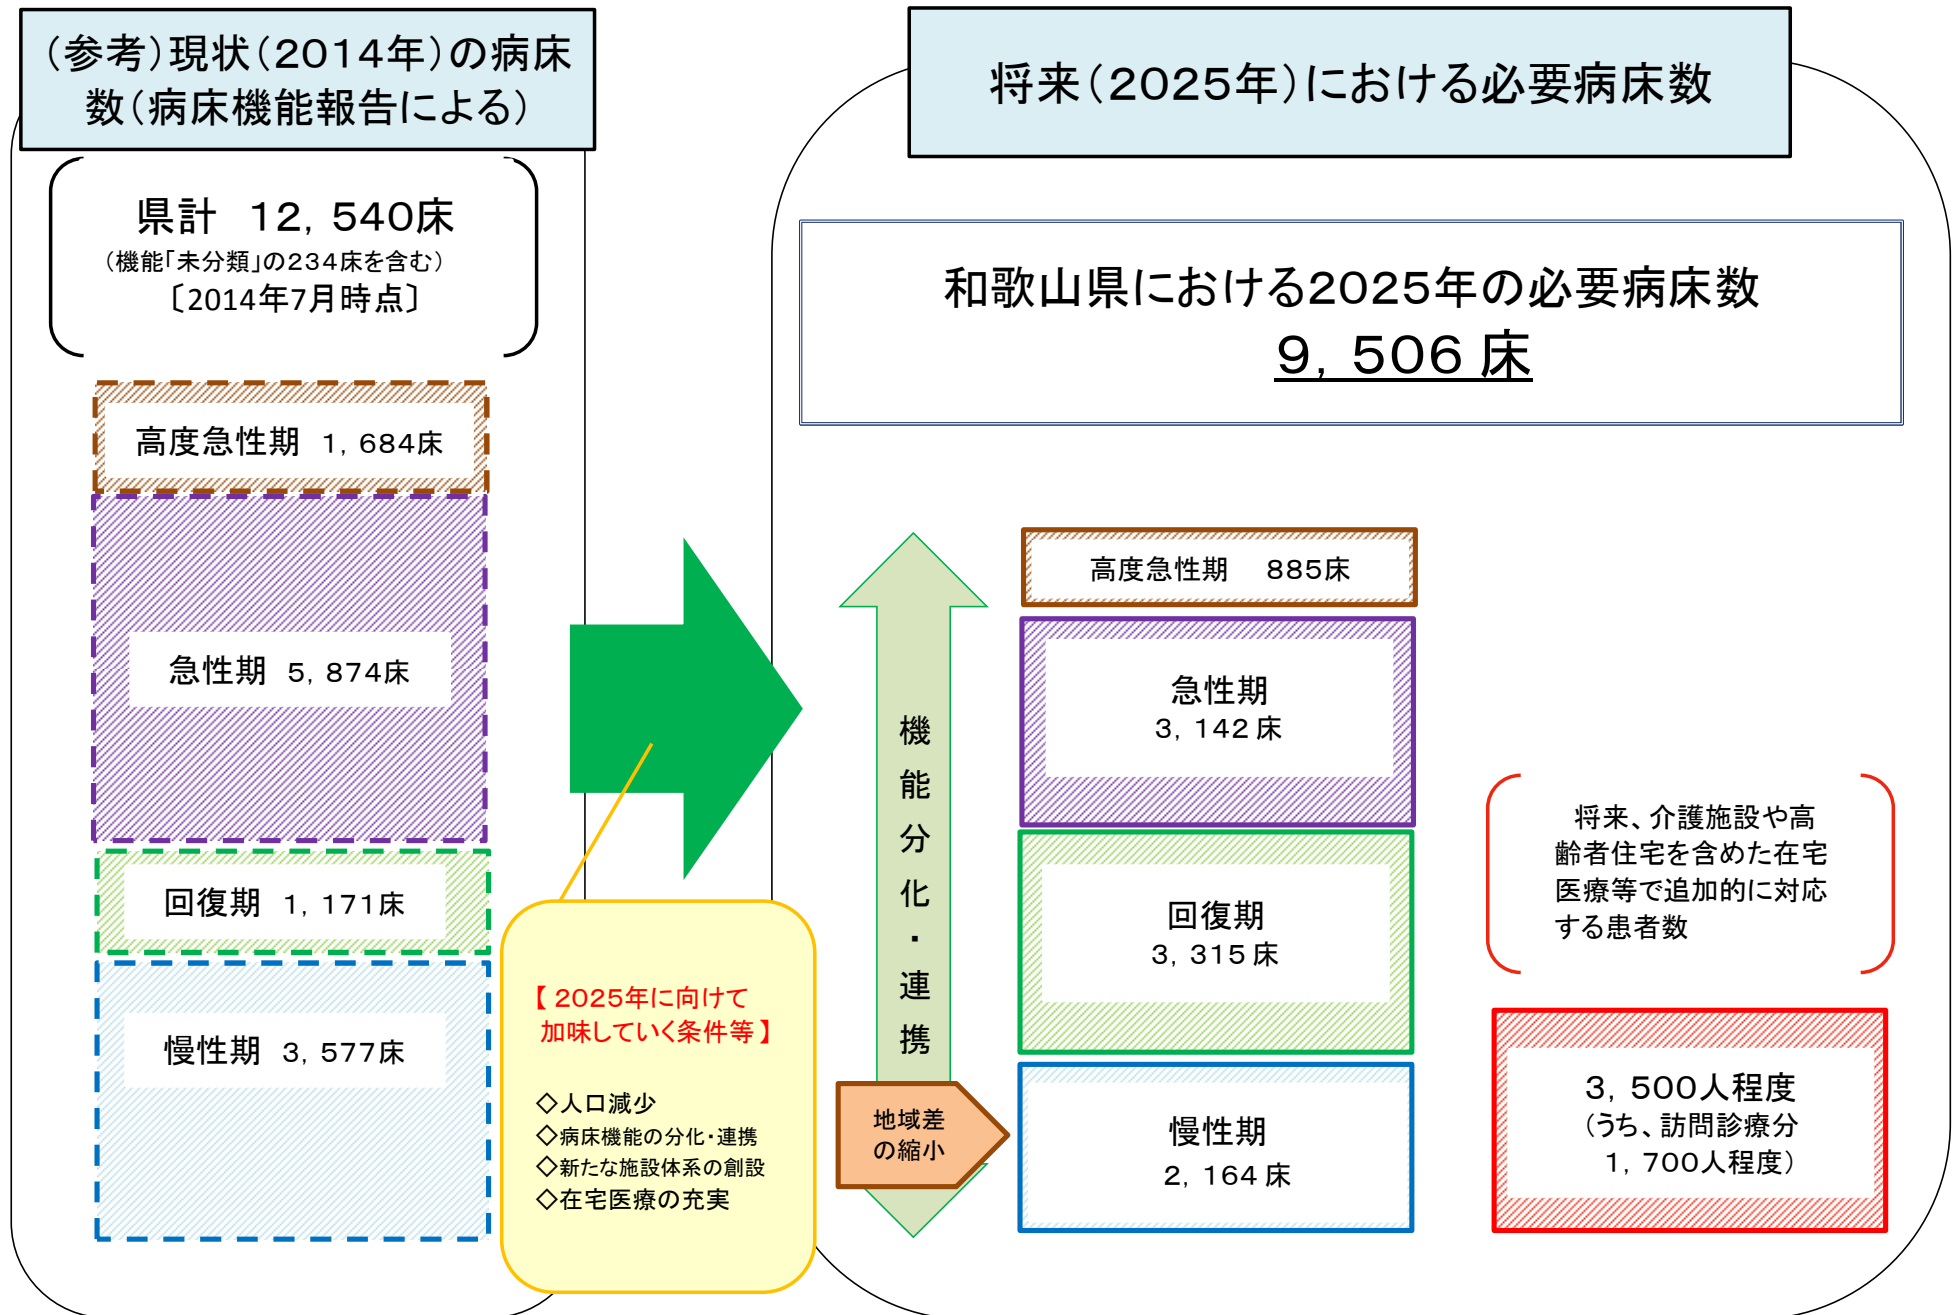 （参考）現状（2014年）の病床
数（病床機能報告による）
県計　12，540床
（機能「未分類」の234床を含む）
〔2014年7月時点〕
高度急性期　1，684床
急性期　5，874床
回復期　1，171床
慢性期　3，577床
【 2025年に向けて
加味していく条件等 】
◇人口減少
◇病床機能の分化・連携
◇新たな施設体系の創設
◇在宅医療の充実
将来（2025年）における必要病床数
和歌山県における2025年の必要病床数
9，506 床
機能分化・連携
地域差
の縮小
高度急性期　885床
急性期
3，142 床
回復期
3，315 床
慢性期
2，164 床
将来、介護施設や高
齢者住宅を含めた在宅
医療等で追加的に対応
する患者数
3，500人程度
（うち、訪問診療分
1，700人程度）